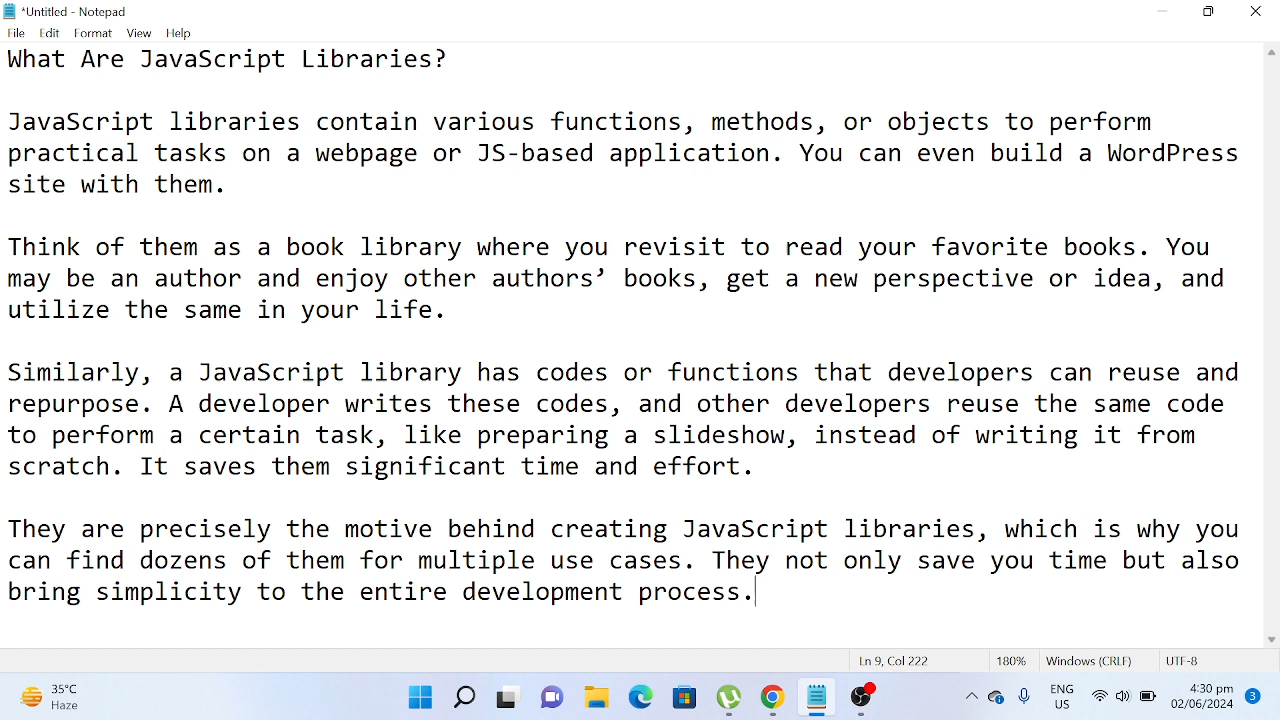 *Untitled - Notepad
File Edit Format View Help
What Are JavaScript Libraries?
JavaScript libraries contain various functions, methods, or objects to perform
practical tasks on a webpage or JS-based application. You can even build a WordPress
site with them.
Think of them as a book library where you revisit to read your favorite books. You
may be an author and enjoy other authors’ books, get a new perspective or idea, and
utilize the same in your life.
Similarly, a JavaScript library has codes or functions that developers can reuse and
repurpose. A developer writes these codes, and other developers reuse the same code
to perform a certain task, like preparing a slideshow, instead of writing it from
scratch. It saves them significant time and effort.
They are precisely the motive behind creating JavaScript libraries, which is why you
can find dozens of them for multiple use cases. They not only save you time but also
bring simplicity to the entire development process.
Ln 9, Col 222 180% Windows (CRLF) UTF-8
35°C
Haze
ENG
US
4:30 pm
02/06/2024
3